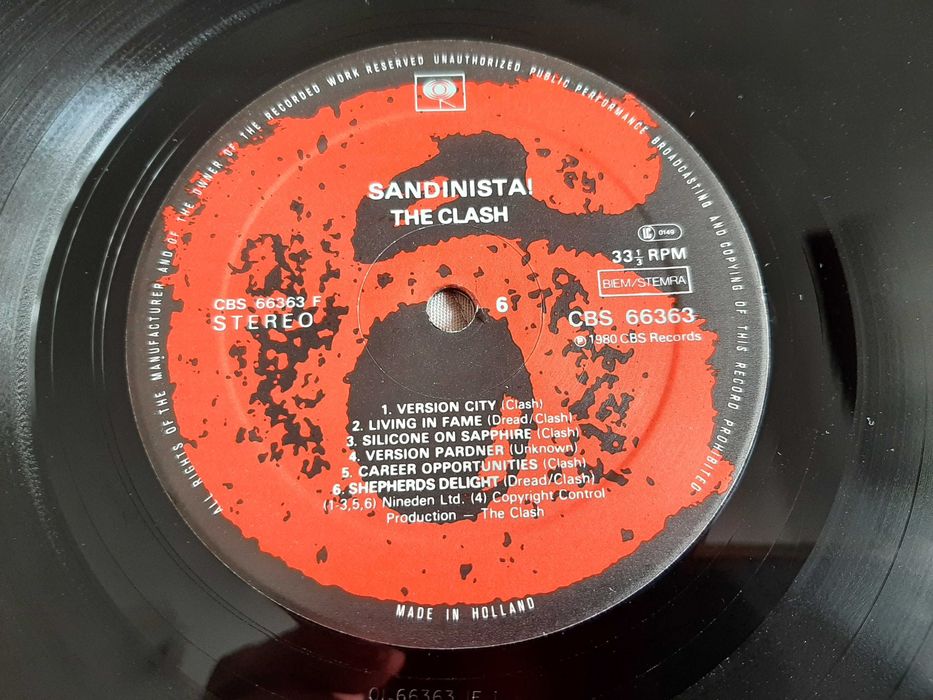 ALL RIGHTS OF THE MANUFACTURER AND OF THE OWNER OF THE RECORDED WORK RESERVED UNAUTHORIZED PUBLIC PERFORMANCE BROADCASTING AND COPYING OF THIS RECORD PROHIBITED
SANDINISTA!
THE CLASH
LC 0149
33 1/3 RPM
BIEM/STEMRA
CBS 66363 F
STEREO
6
CBS 66363
℗ 1980 CBS Records
1. VERSION CITY (Clash)
2. LIVING IN FAME (Dread/Clash)
3. SILICONE ON SAPPHIRE (Clash)
4. VERSION PARDNER (Unknown)
5. CAREER OPPORTUNITIES (Clash)
6. SHEPHERDS DELIGHT (Dread/Clash)
(1-3,5,6) Nineden Ltd. (4) Copyright Control
Production — The Clash
MADE IN HOLLAND
66363